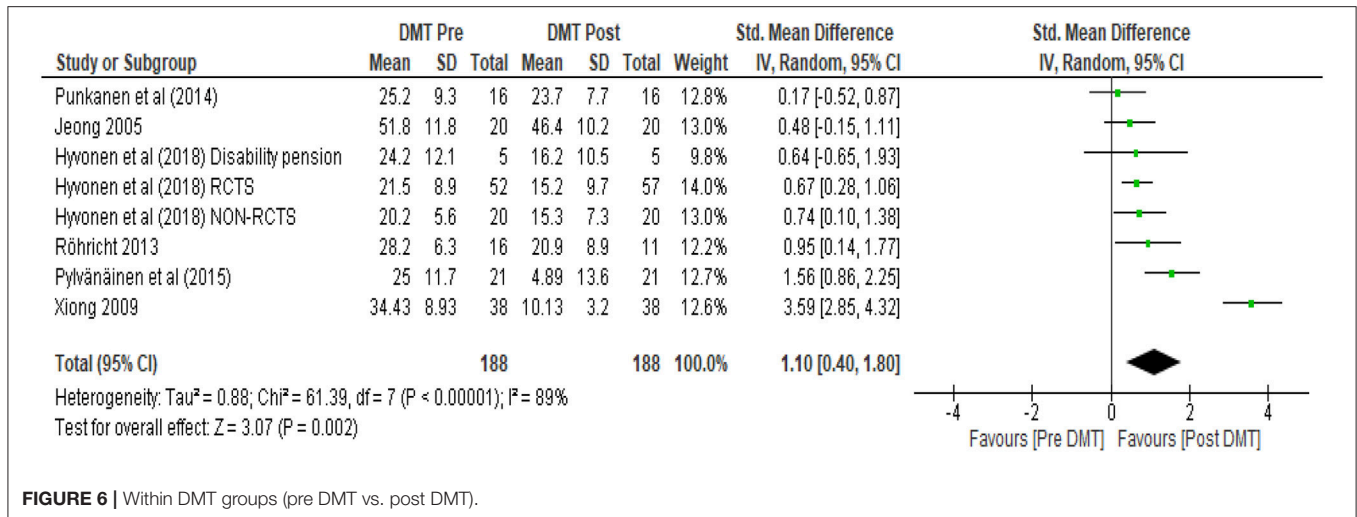 DMT Pre DMT Post Std. Mean Difference Std. Mean Difference
Study or Subgroup Mean SD Total Mean SD Total Weight IV, Random, 95% CI IV, Random, 95% CI
Punkanen et al (2014) 25.2 9.3 16 23.7 7.7 16 12.8% 0.17 [-0.52, 0.87]
Jeong 2005 51.8 11.8 20 46.4 10.2 20 13.0% 0.48 [-0.15, 1.11]
Hyvonen et al (2018) Disability pension 24.2 12.1 5 16.2 10.5 5 9.8% 0.64 [-0.65, 1.93]
Hyvonen et al (2018) RCTS 21.5 8.9 52 15.2 9.7 57 14.0% 0.67 [0.28, 1.06]
Hyvonen et al (2018) NON-RCTS 20.2 5.6 20 15.3 7.3 20 13.0% 0.74 [0.10, 1.38]
Röhricht 2013 28.2 6.3 16 20.9 8.9 11 12.2% 0.95 [0.14, 1.77]
Pylvänäinen et al (2015) 25 11.7 21 4.89 13.6 21 12.7% 1.56 [0.86, 2.25]
Xiong 2009 34.43 8.93 38 10.13 3.2 38 12.6% 3.59 [2.85, 4.32]
Total (95% CI) 188 188 100.0% 1.10 [0.40, 1.80]
Heterogeneity: Tau² = 0.88; Chi² = 61.39, df = 7 (P < 0.00001); I² = 89%
Test for overall effect: Z = 3.07 (P = 0.002)
-4 -2 0 2 4
Favours [Pre DMT] Favours [Post DMT]
FIGURE 6 | Within DMT groups (pre DMT vs. post DMT).